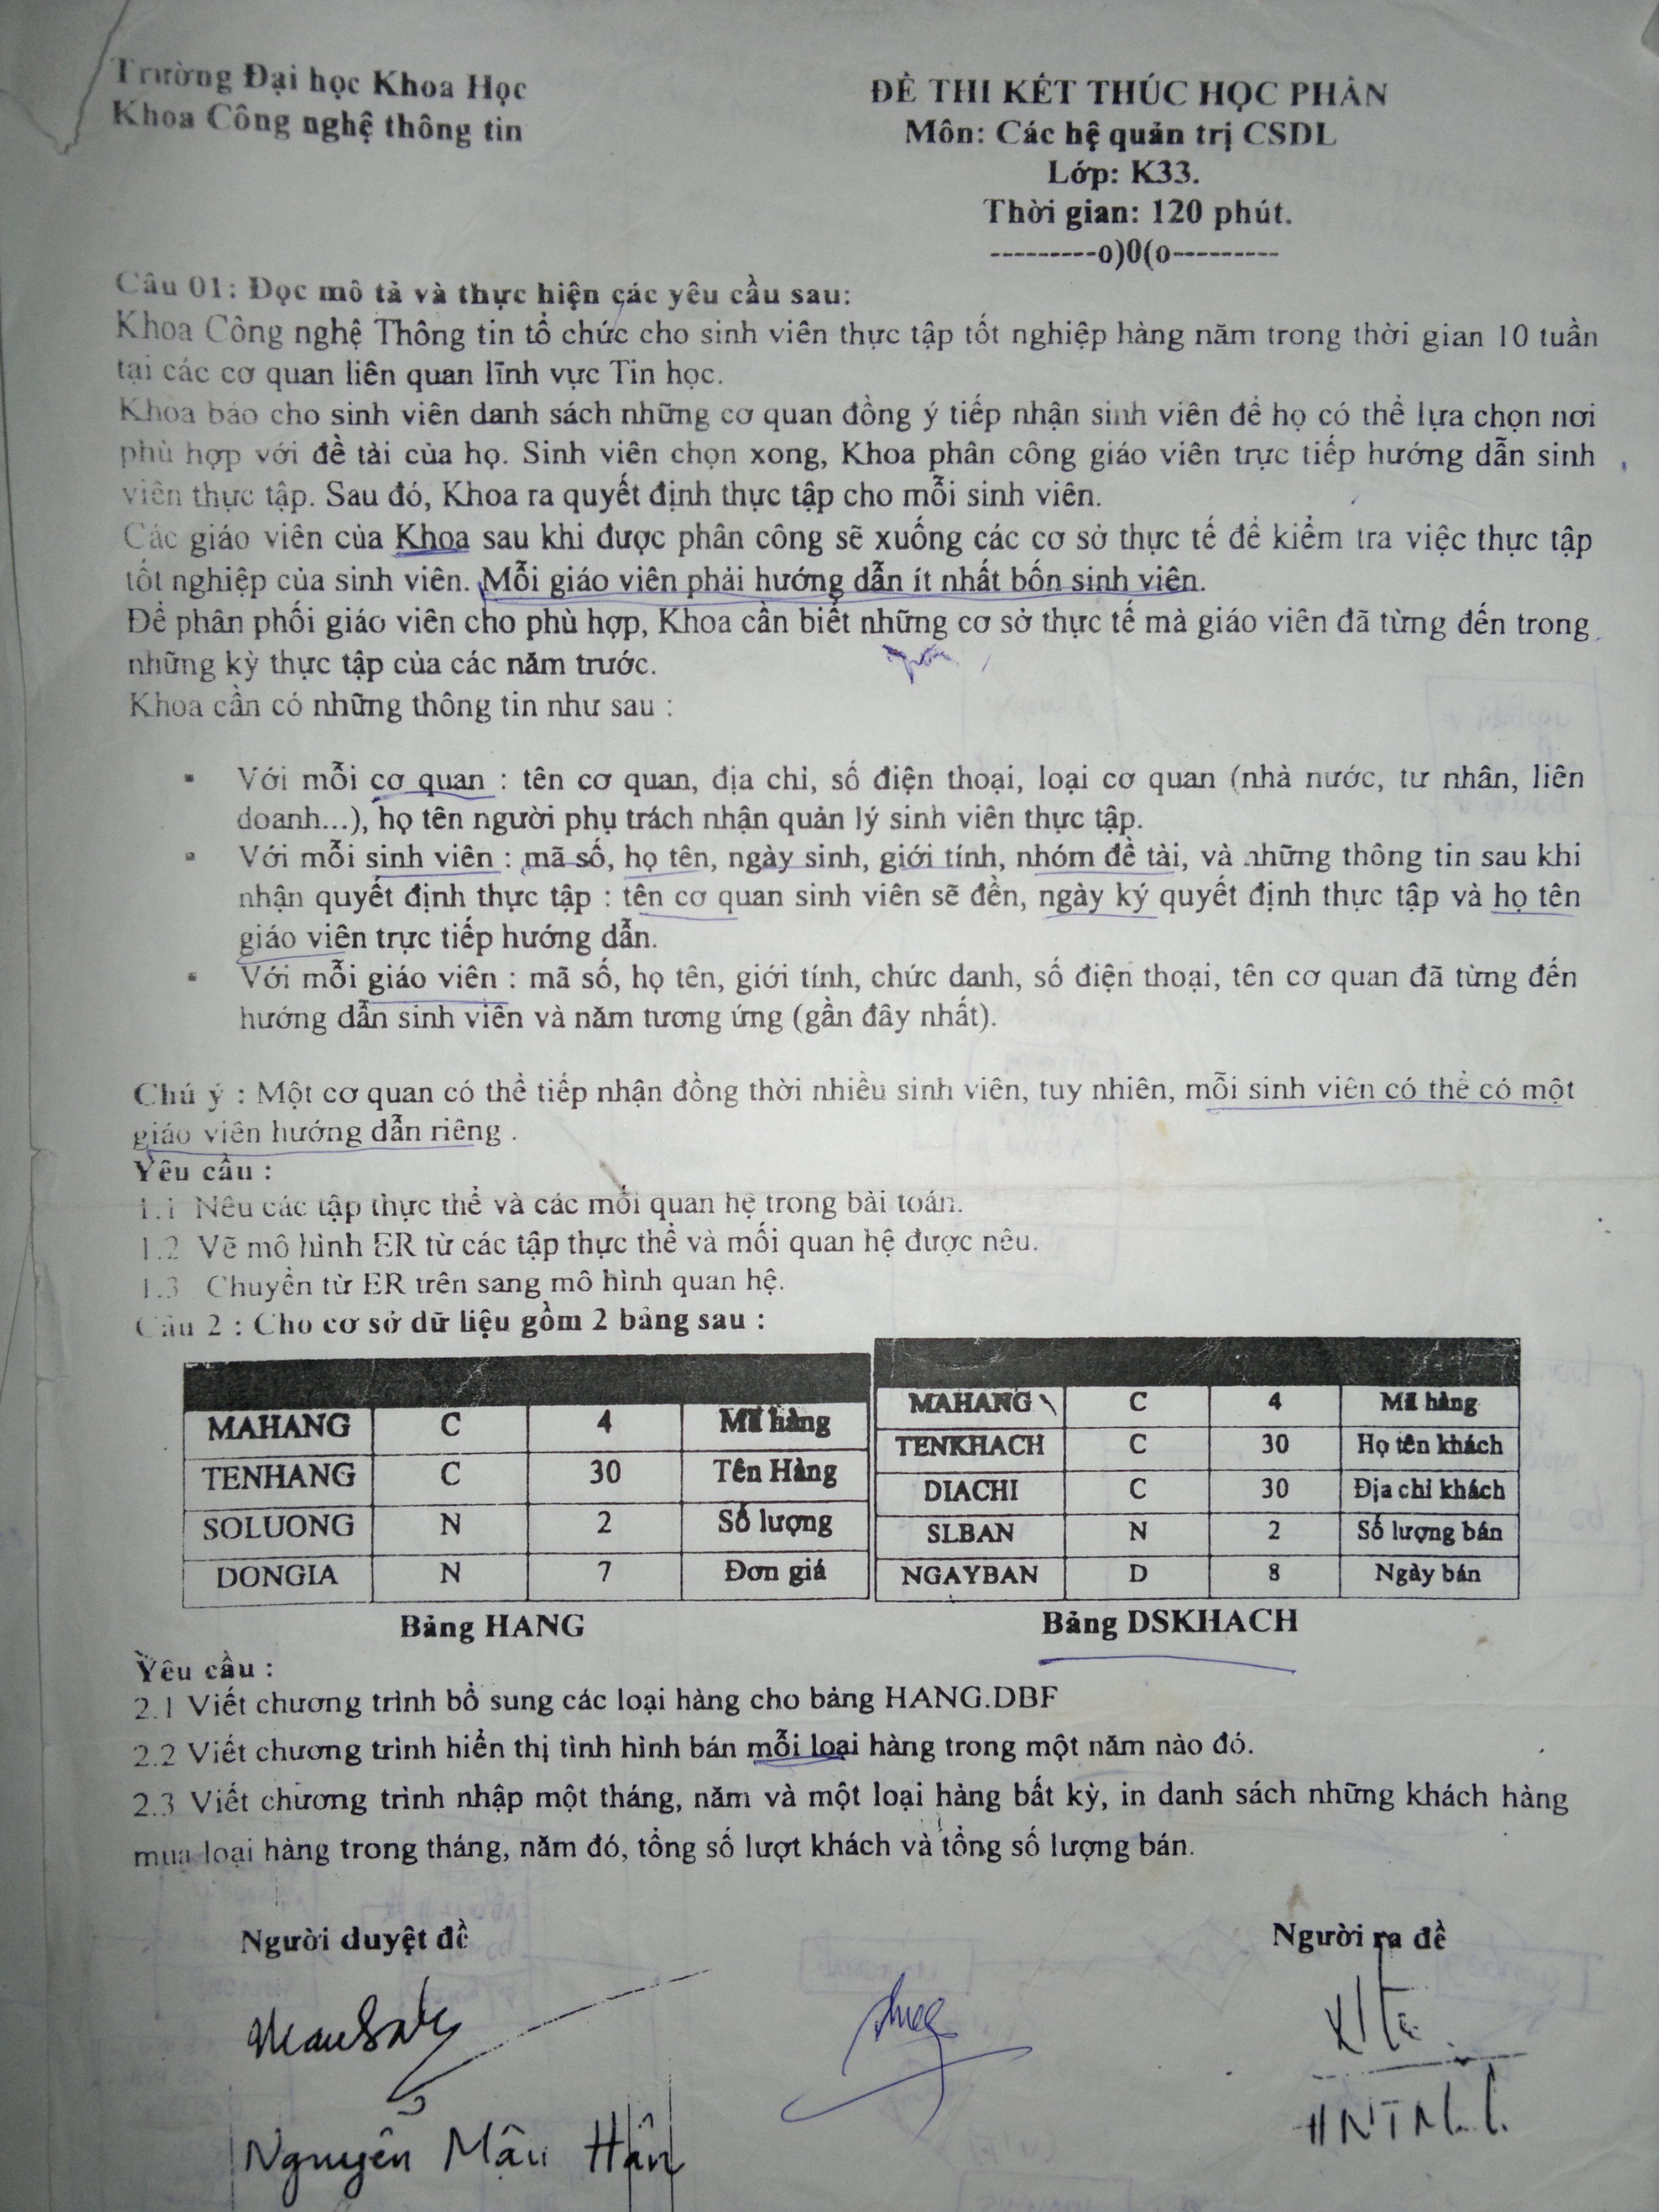 Trường Đại học Khoa Học
Khoa Công nghệ thông tin
ĐỀ THI KẾT THÚC HỌC PHẦN
Môn: Các hệ quản trị CSDL
Lớp: K33.
Thời gian: 120 phút.
---------o)0(o---------
Câu 01: Đọc mô tả và thực hiện các yêu cầu sau:
Khoa Công nghệ Thông tin tổ chức cho sinh viên thực tập tốt nghiệp hàng năm trong thời gian 10 tuần
tại các cơ quan liên quan lĩnh vực Tin học.
Khoa báo cho sinh viên danh sách những cơ quan đồng ý tiếp nhận sinh viên để họ có thể lựa chọn nơi
phù hợp với đề tài của họ. Sinh viên chọn xong, Khoa phân công giáo viên trực tiếp hướng dẫn sinh
viên thực tập. Sau đó, Khoa ra quyết định thực tập cho mỗi sinh viên.
Các giáo viên của Khoa sau khi được phân công sẽ xuống các cơ sở thực tế để kiểm tra việc thực tập
tốt nghiệp của sinh viên. Mỗi giáo viên phải hướng dẫn ít nhất bốn sinh viên.
Để phân phối giáo viên cho phù hợp, Khoa cần biết những cơ sở thực tế mà giáo viên đã từng đến trong
những kỳ thực tập của các năm trước.
Khoa cần có những thông tin như sau :
▪ Với mỗi cơ quan : tên cơ quan, địa chỉ, số điện thoại, loại cơ quan (nhà nước, tư nhân, liên
doanh...), họ tên người phụ trách nhận quản lý sinh viên thực tập.
▪ Với mỗi sinh viên : mã số, họ tên, ngày sinh, giới tính, nhóm đề tài, và những thông tin sau khi
nhận quyết định thực tập : tên cơ quan sinh viên sẽ đến, ngày ký quyết định thực tập và họ tên
giáo viên trực tiếp hướng dẫn.
▪ Với mỗi giáo viên : mã số, họ tên, giới tính, chức danh, số điện thoại, tên cơ quan đã từng đến
hướng dẫn sinh viên và năm tương ứng (gần đây nhất).
Chú ý : Một cơ quan có thể tiếp nhận đồng thời nhiều sinh viên, tuy nhiên, mỗi sinh viên có thể có một
giáo viên hướng dẫn riêng .
Yêu cầu :
1.1 Nêu các tập thực thể và các mối quan hệ trong bài toán.
1.2 Vẽ mô hình ER từ các tập thực thể và mối quan hệ được nêu.
1.3 Chuyển từ ER trên sang mô hình quan hệ.
Câu 2 : Cho cơ sở dữ liệu gồm 2 bảng sau :
MAHANG C 4 Mã hàng
TENHANG C 30 Tên Hàng
SOLUONG N 2 Số lượng
DONGIA N 7 Đơn giá
Bảng HANG
MAHANG C 4 Mã hàng
TENKHACH C 30 Họ tên khách
DIACHI C 30 Địa chỉ khách
SLBAN N 2 Số lượng bán
NGAYBAN D 8 Ngày bán
Bảng DSKHACH
Yêu cầu :
2.1 Viết chương trình bổ sung các loại hàng cho bảng HANG.DBF
2.2 Viết chương trình hiển thị tình hình bán mỗi loại hàng trong một năm nào đó.
2.3 Viết chương trình nhập một tháng, năm và một loại hàng bất kỳ, in danh sách những khách hàng
mua loại hàng trong tháng, năm đó, tổng số lượt khách và tổng số lượng bán.
Người duyệt đề
Người ra đề
Nguyễn Mậu Hân